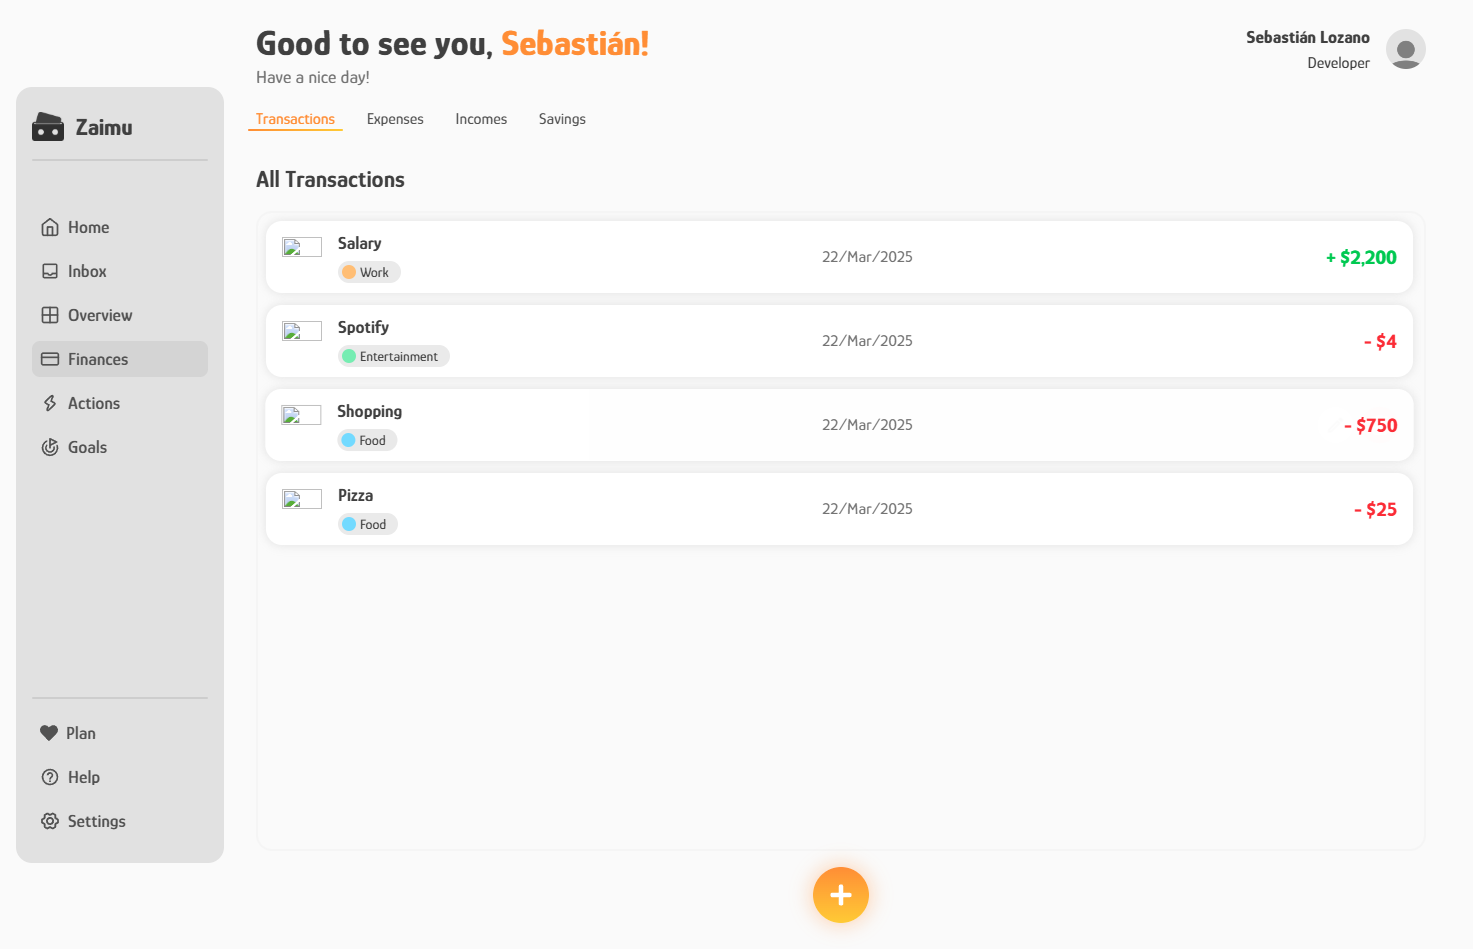 Good to see you, Sebastián!
Have a nice day!
Sebastián Lozano
Developer
Zaimu
Home
Inbox
Overview
Finances
Actions
Goals
Plan
Help
Settings
Transactions Expenses Incomes Savings
All Transactions
Salary
Work
22/Mar/2025
+ $2,200
Spotify
Entertainment
22/Mar/2025
- $4
Shopping
Food
22/Mar/2025
- $750
Pizza
Food
22/Mar/2025
- $25